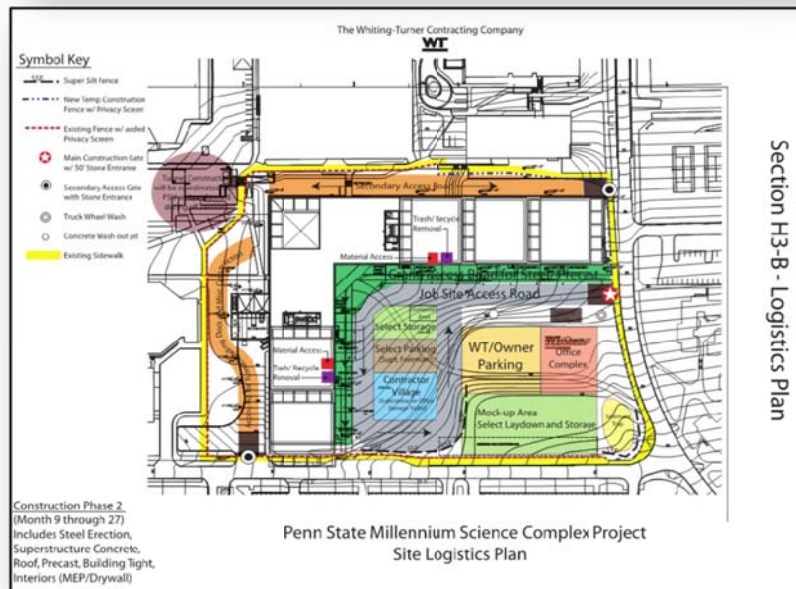 The Whiting-Turner Contracting Company
WT
Symbol Key
SSF
Super Silt Fence
New Temp Construction
Fence w/ Privacy Screen
Existing Fence w/ added
Privacy Screen
Main Construction Gate
w/ 50' Stone Entrance
Secondary Access Gate
with Stone Entrance
Truck Wheel Wash
Concrete Wash out pit
Existing Sidewalk
Secondary Access Road
Trash/Recycle
Removal
Material Access
Job Site Access Road
Select Storage
Select Parking
Contractor
Village
WT/Owner
Parking
Office
Complex
Material Access
Trash/Recycle
Removal
Mock-up Area
Select Laydown and Storage
Section H3-B - Logistics Plan
Construction Phase 2
(Month 9 through 27)
Includes Steel Erection,
Superstructure Concrete,
Roof, Precast, Building Tight,
Interiors (MEP/Drywall)
Penn State Millennium Science Complex Project
Site Logistics Plan